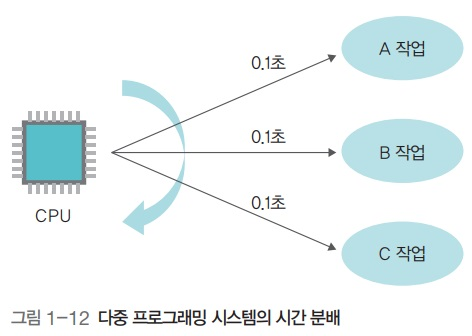 0.1초
A 작업
0.1초
B 작업
CPU
0.1초
C 작업
그림 1-12 다중 프로그래밍 시스템의 시간 분배